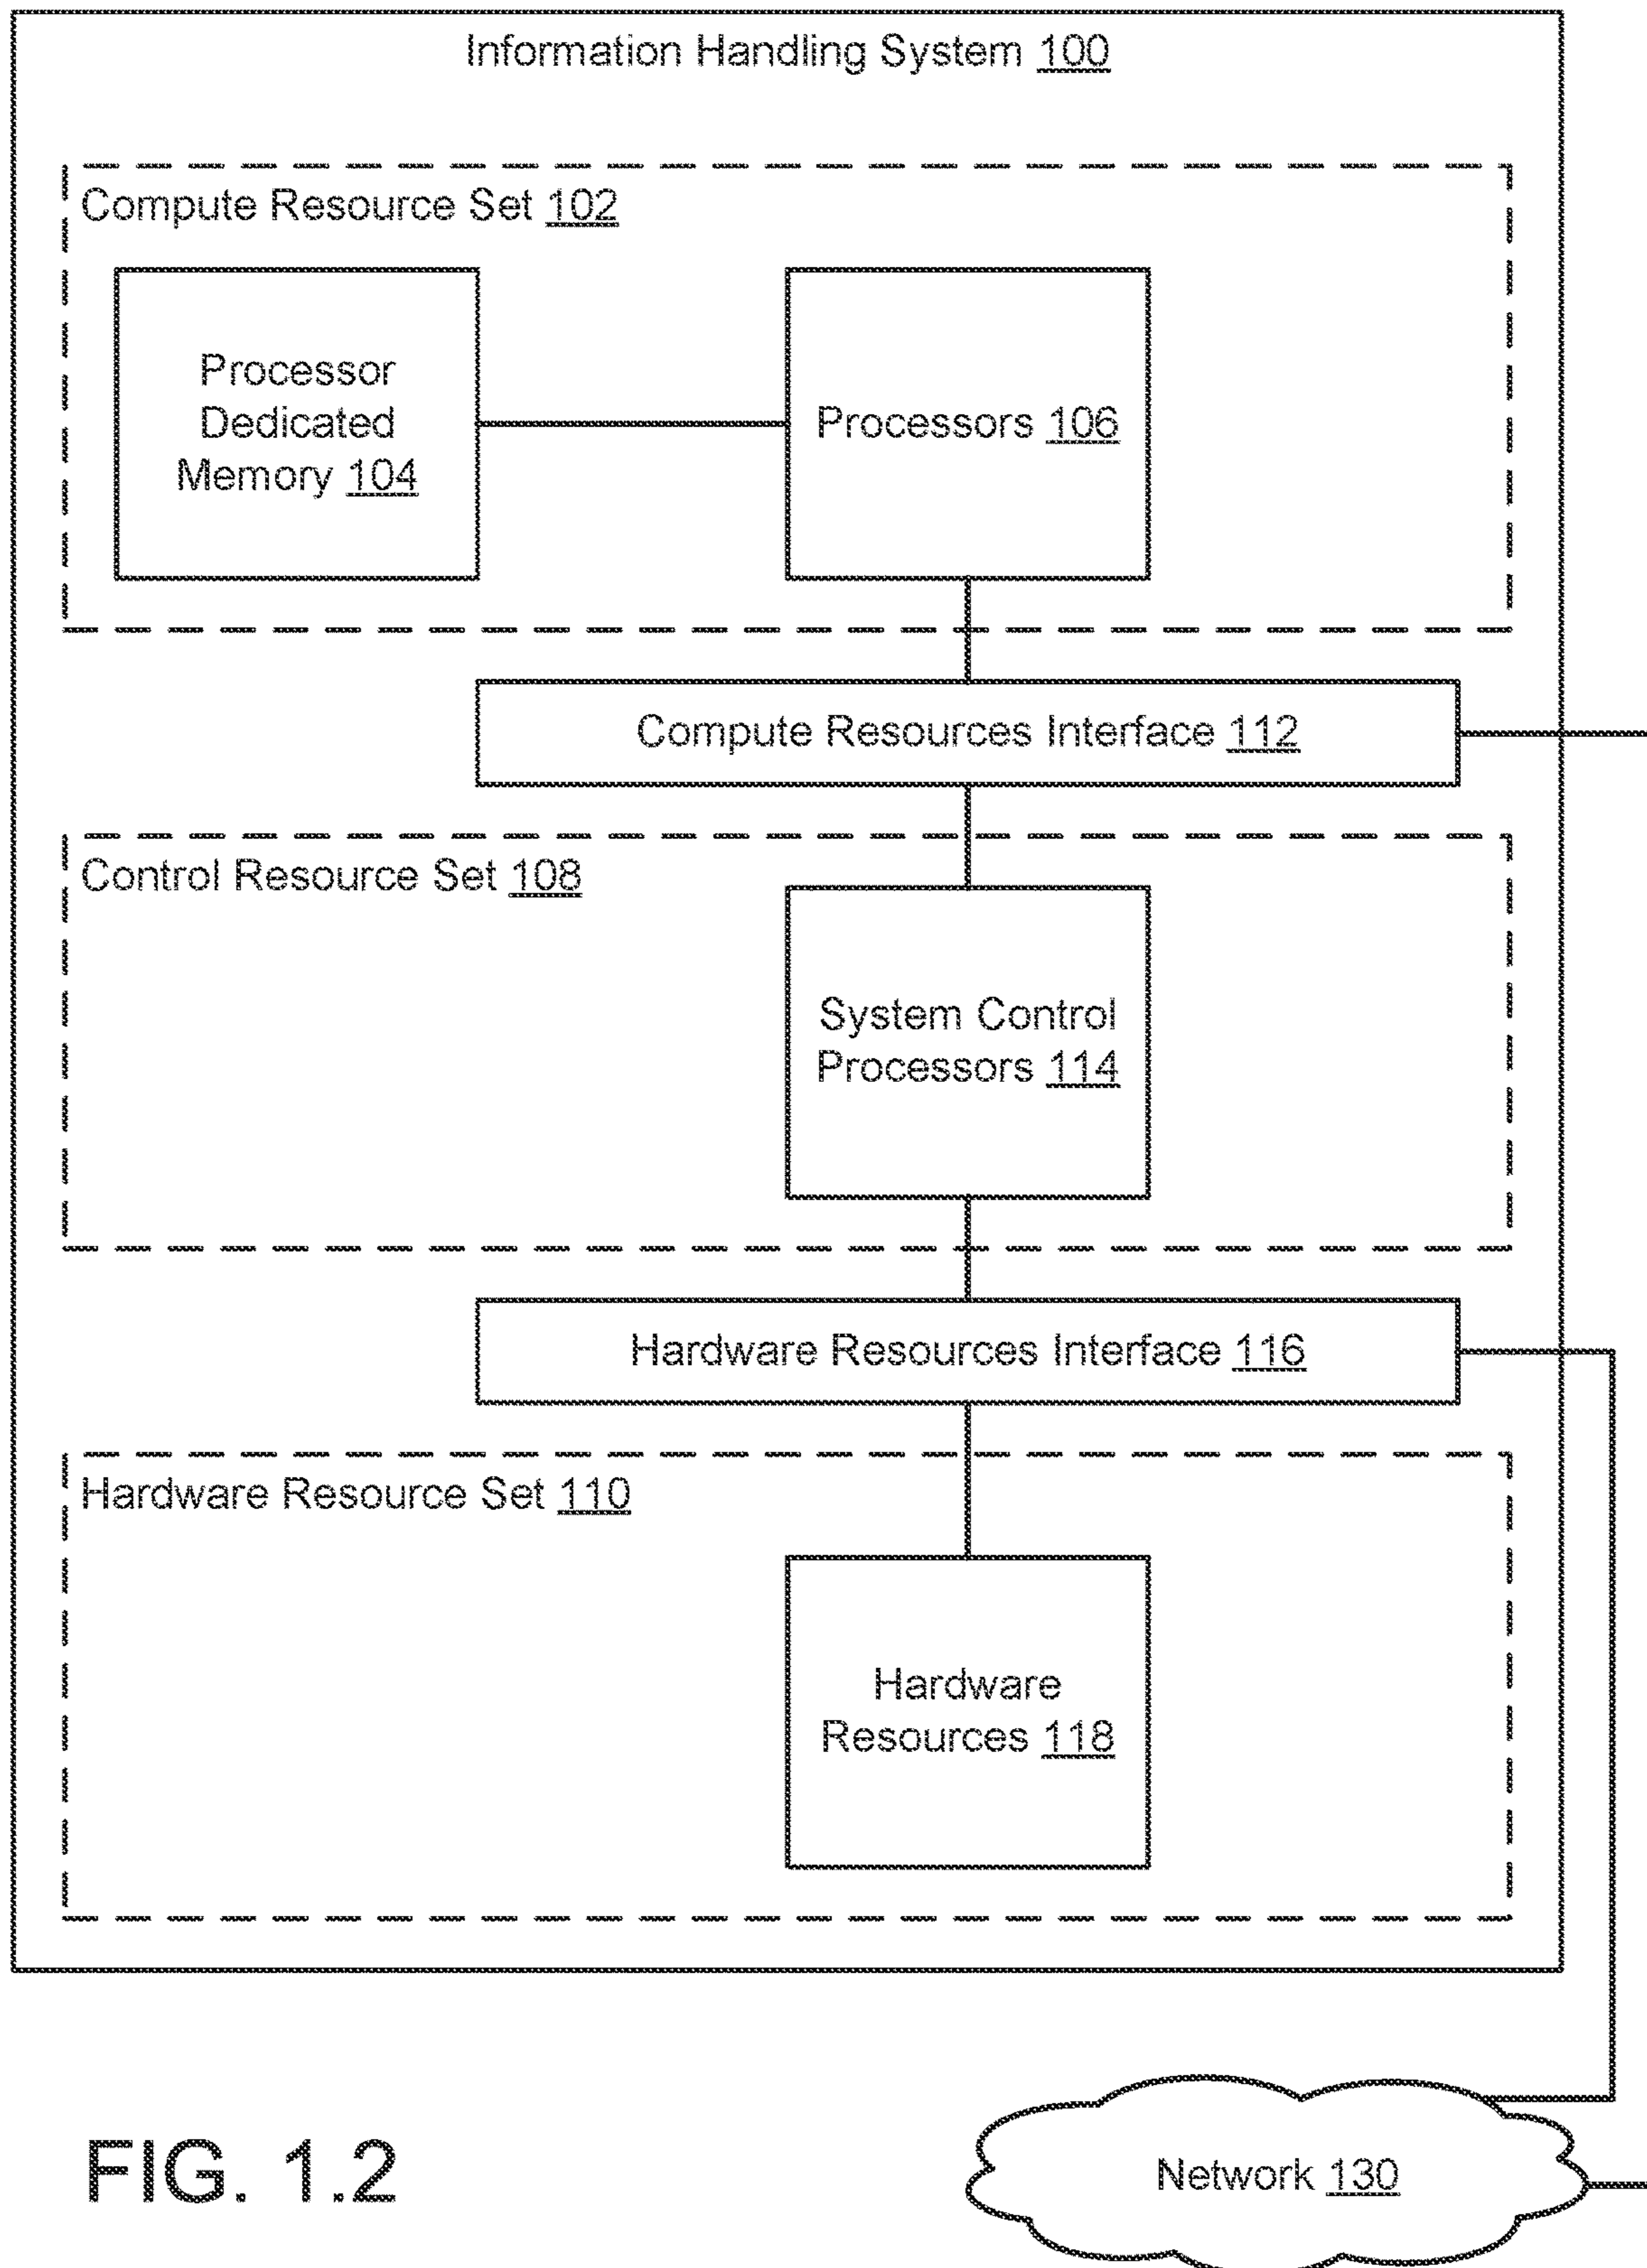 Information Handling System 100
Compute Resource Set 102
Processor
Dedicated
Memory 104
Processors 106
Compute Resources Interface 112
Control Resource Set 108
System Control
Processors 114
Hardware Resources Interface 116
Hardware Resource Set 110
Hardware
Resources 118
Network 130
FIG. 1.2